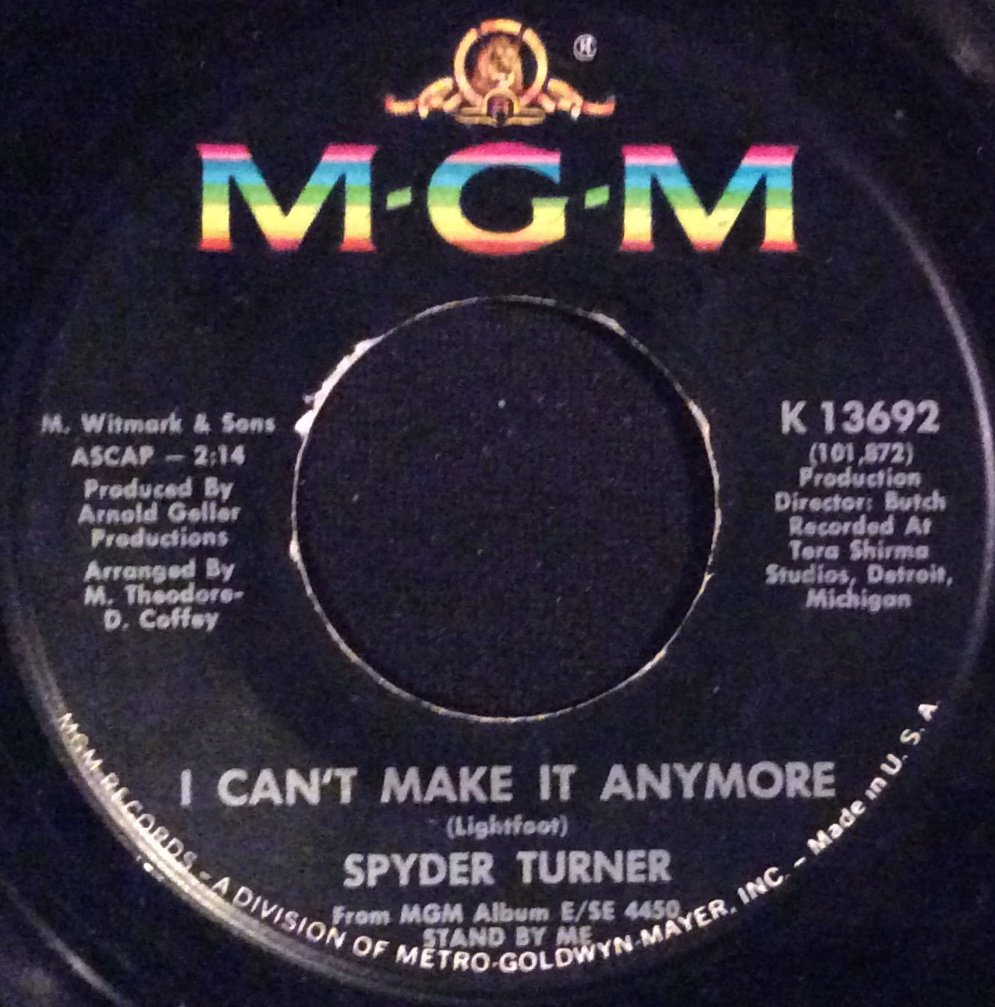 ®
M-G-M
M. Witmark & Sons
ASCAP — 2:14
Produced By
Arnold Geller
Productions
Arranged By
M. Theodore-
D. Coffey
K 13692
(101,872)
Production
Director: Butch
Recorded At
Tera Shirma
Studios, Detroit,
Michigan
I CAN'T MAKE IT ANYMORE
(Lightfoot)
SPYDER TURNER
From MGM Album E/SE 4450
STAND BY ME
MGM RECORDS – A DIVISION OF METRO-GOLDWYN-MAYER, INC. – Made in U. S. A